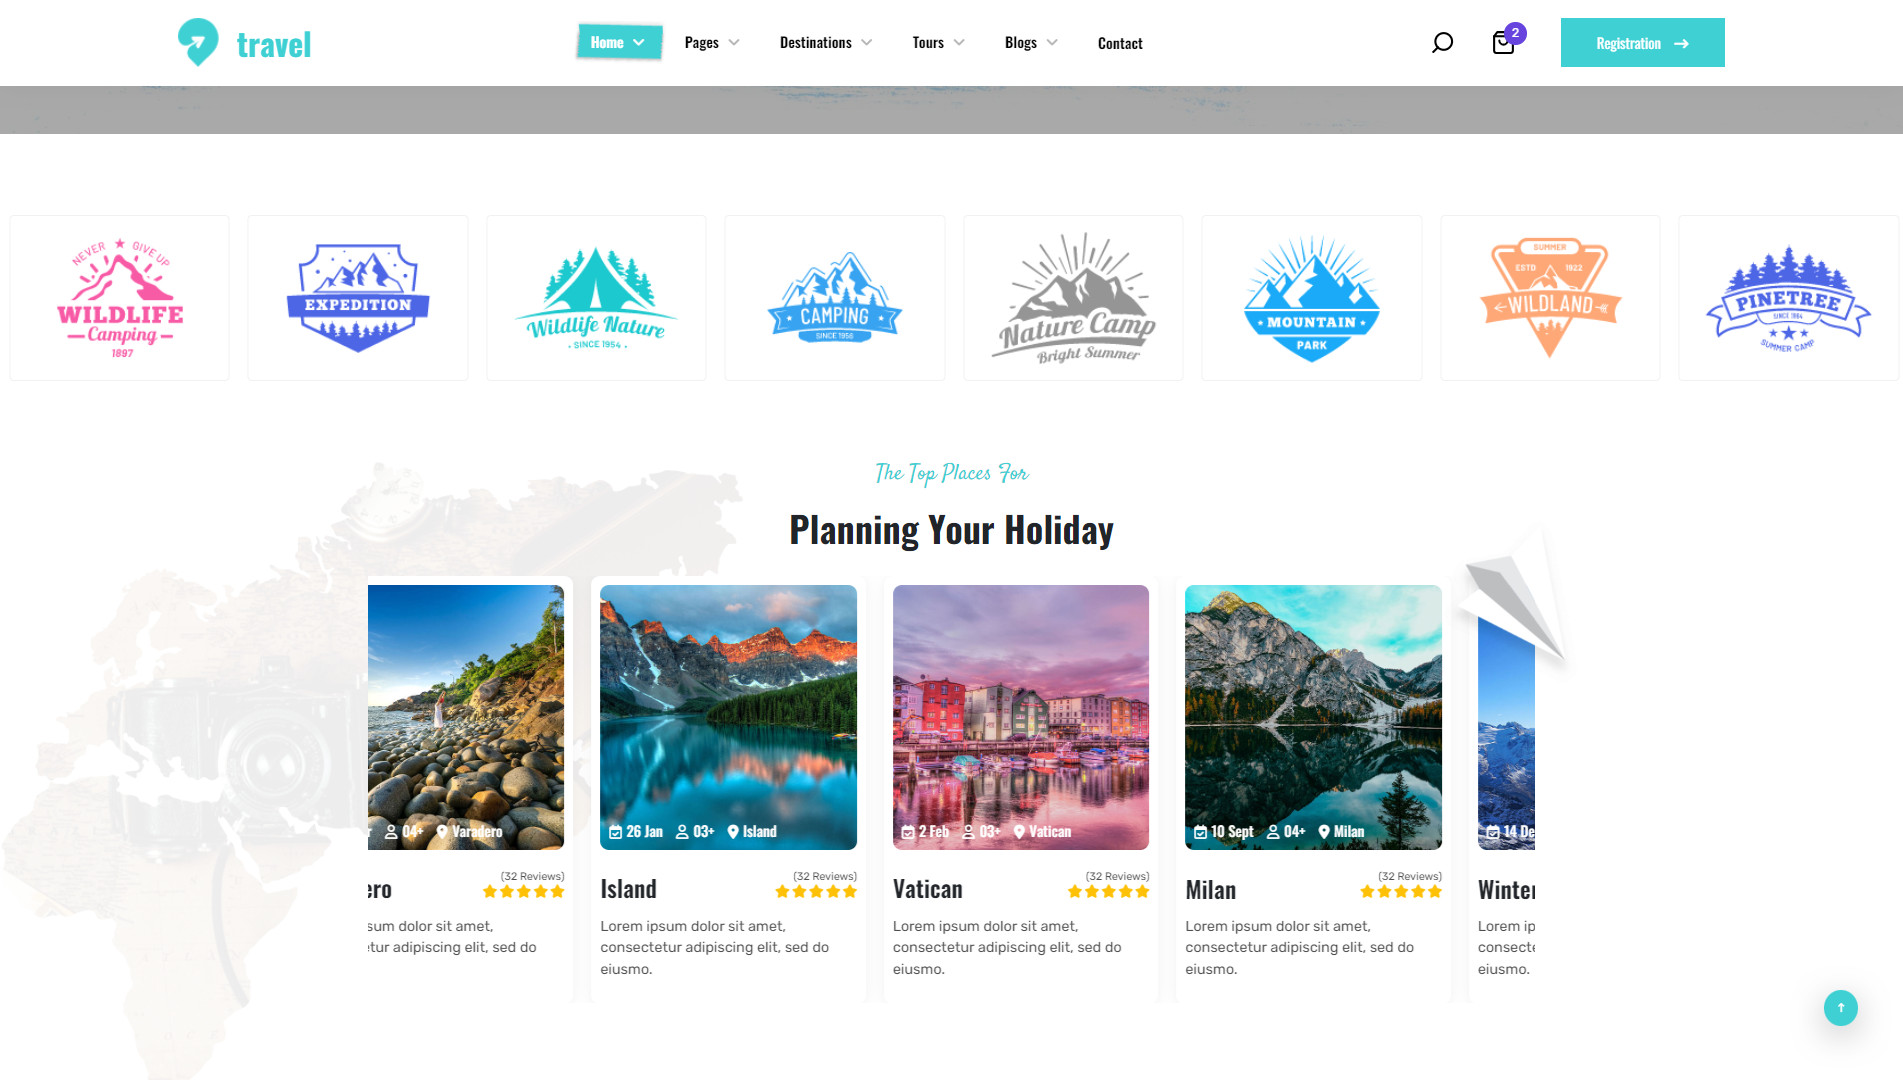 travel
Home
Pages
Destinations
Tours
Blogs
Contact
2
Registration
NEVER GIVE UP
WILDLIFE
Camping
1897
EXPEDITION
Wildlife Nature
SINCE 1954
CAMPING
SINCE 1956
Nature Camp
Bright Summer
MOUNTAIN
PARK
SUMMER
ESTD 1922
WILDLAND
PINETREE
SINCE 1984
SUMMER CAMP
The Top Places For
Planning Your Holiday
04+ Varadero
(32 Reviews)
ero
sum dolor sit amet,
etur adipiscing elit, sed do
26 Jan 03+ Island
(32 Reviews)
Island
Lorem ipsum dolor sit amet,
consectetur adipiscing elit, sed do
eiusmo.
2 Feb 03+ Vatican
(32 Reviews)
Vatican
Lorem ipsum dolor sit amet,
consectetur adipiscing elit, sed do
eiusmo.
10 Sept 04+ Milan
(32 Reviews)
Milan
Lorem ipsum dolor sit amet,
consectetur adipiscing elit, sed do
eiusmo.
14 De
Winter
Lorem ip
consecte
eiusmo.